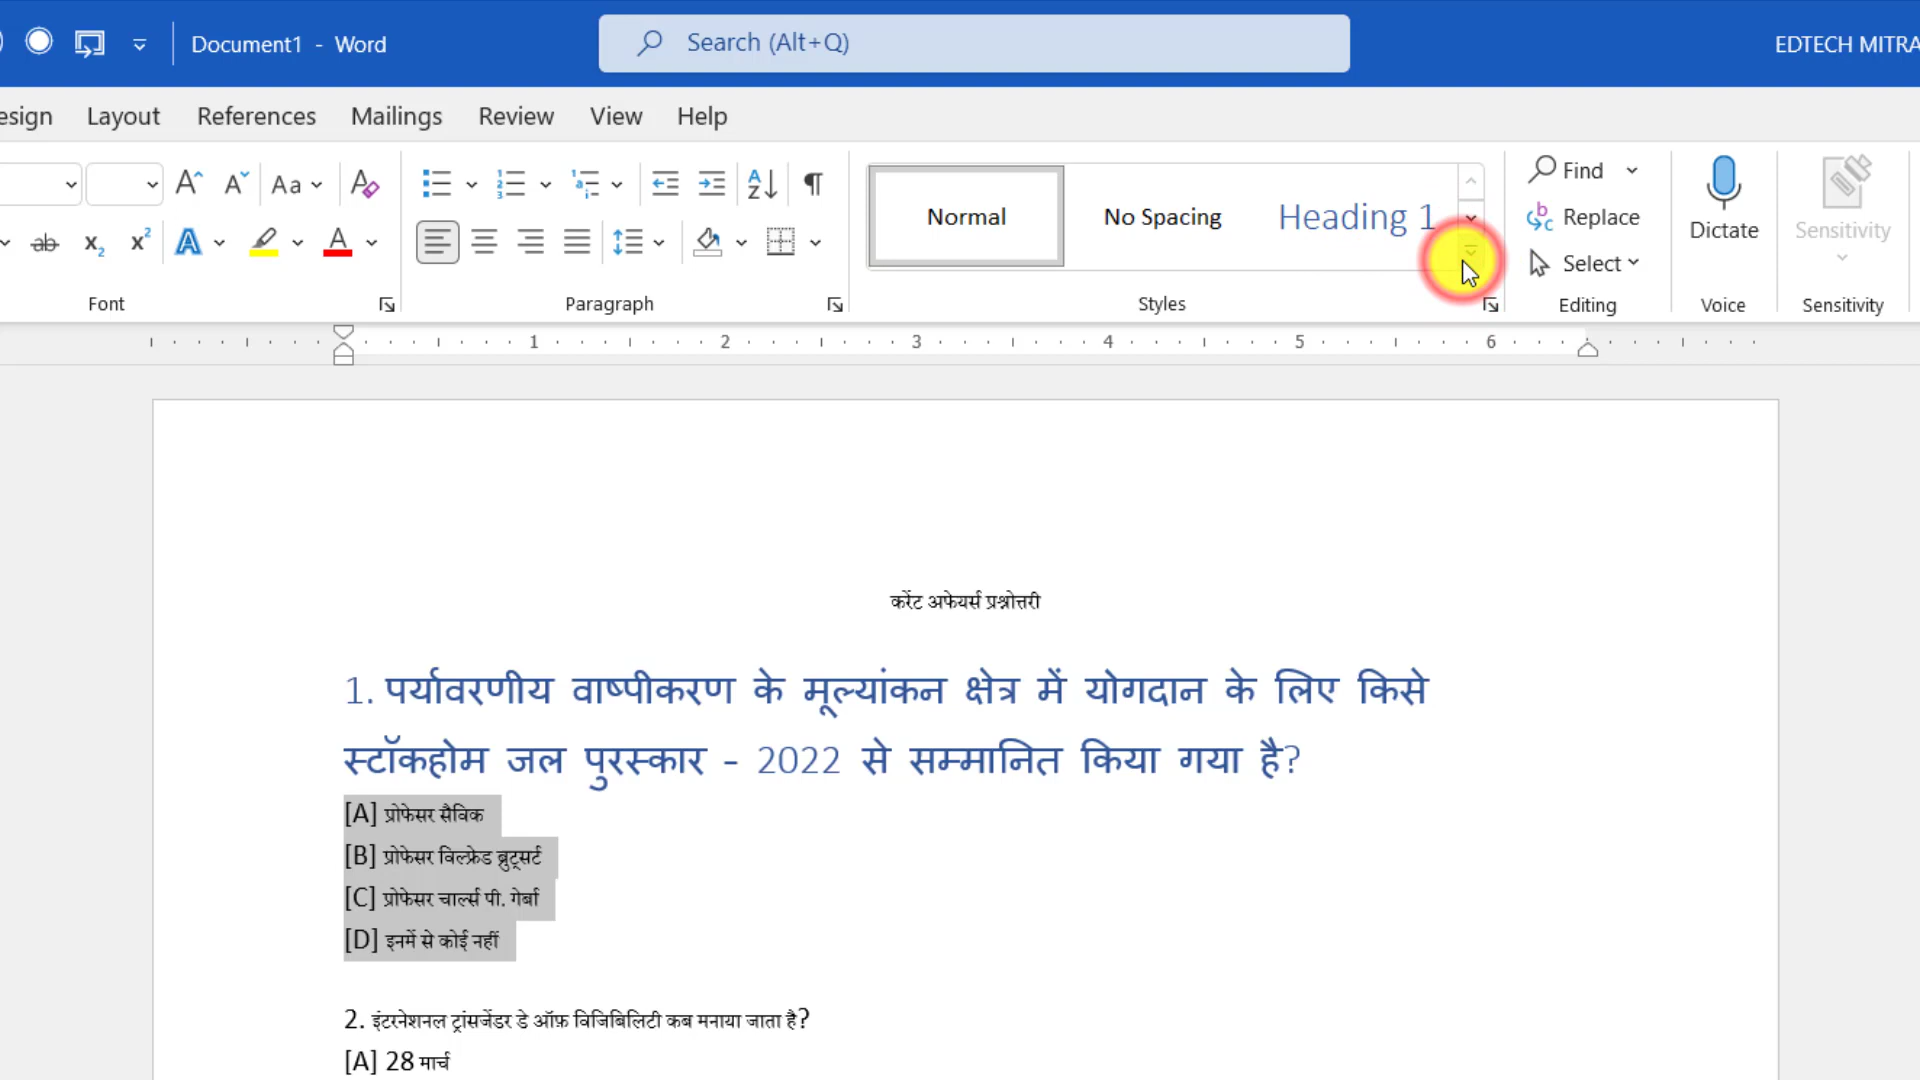 Document1 - Word
Search (Alt+Q)
EDTECH MITRA
esign Layout References Mailings Review View Help
Aa
Normal
No Spacing
Heading 1
Find
Replace
Select
Dictate
Sensitivity
Font
Paragraph
Styles
Editing
Voice
Sensitivity
1 2 3 4 5 6
करेंट अफेयर्स प्रश्नोत्तरी
1. पर्यावरणीय वाष्पीकरण के मूल्यांकन क्षेत्र में योगदान के लिए किसे
स्टॉकहोम जल पुरस्कार - 2022 से सम्मानित किया गया है?
[A] प्रोफेसर सैविक
[B] प्रोफेसर विल्फ्रेड ब्रुट्सर्ट
[C] प्रोफेसर चार्ल्स पी. गेर्बा
[D] इनमें से कोई नहीं
2. इंटरनेशनल ट्रांसजेंडर डे ऑफ़ विजिबिलिटी कब मनाया जाता है?
[A] 28 मार्च